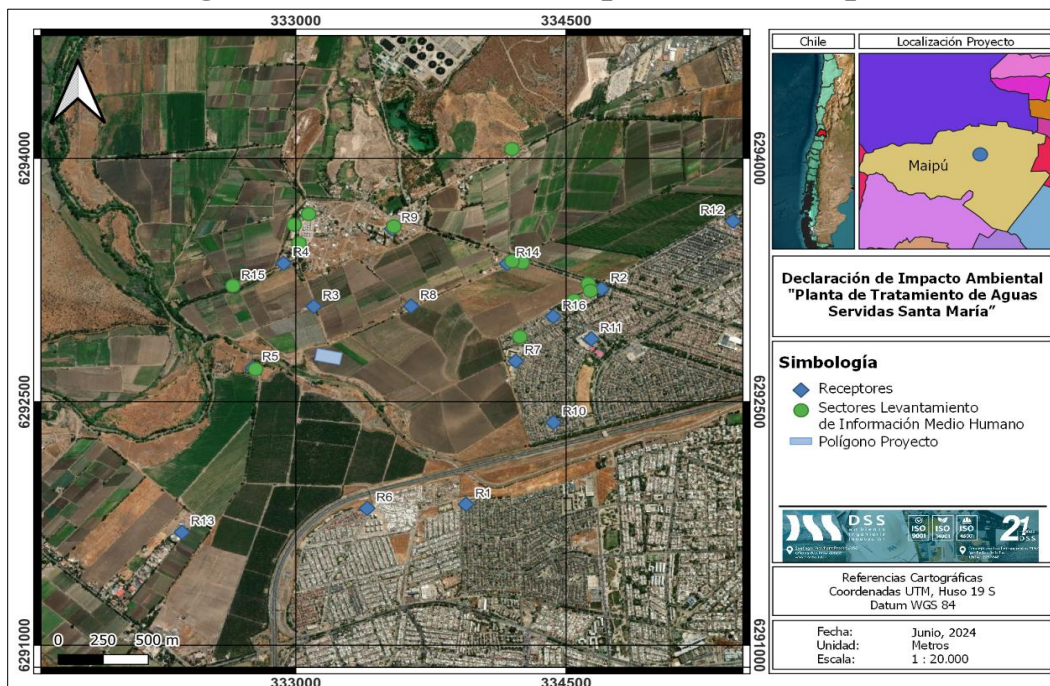 333000
334500
6294000
6292500
6291000
6294000
6292500
6291000
R12
R9
R14
R4
R15
R2
R3
R8
R16
R11
R7
R5
R10
R1
R6
R13
0 250 500 m
333000
334500
Chile
Localización Proyecto
Maipú
Declaración de Impacto Ambiental
"Planta de Tratamiento de Aguas
Servidas Santa María"
Simbología
Receptores
Sectores Levantamiento
de Información Medio Humano
Polígono Proyecto
DSS
ISO
9001
ISO
ISO
21
DSS
Referencias Cartográficas
Coordenadas UTM, Huso 19 S
Datum WGS 84
Fecha: Junio, 2024
Unidad: Metros
Escala: 1 : 20.000